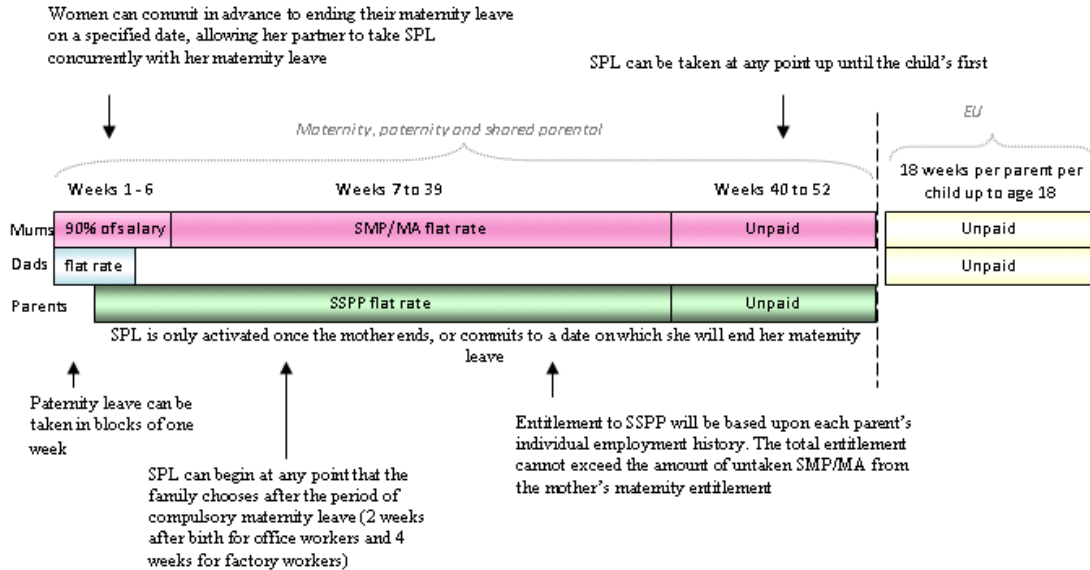 Women can commit in advance to ending their maternity leave
on a specified date, allowing her partner to take SPL
concurrently with her maternity leave
SPL can be taken at any point up until the child's first
Maternity, paternity and shared parental
EU
Weeks 1 - 6
Weeks 7 to 39
Weeks 40 to 52
18 weeks per parent per
child up to age 18
Mums
90% of salary
SMP/MA flat rate
Unpaid
Unpaid
Dads
flat rate
Unpaid
Parents
SSPP flat rate
Unpaid
SPL is only activated once the mother ends, or commits to a date on which she will end her maternity
leave
Paternity leave can be
taken in blocks of one
week
SPL can begin at any point that the
family chooses after the period of
compulsory maternity leave (2 weeks
after birth for office workers and 4
weeks for factory workers)
Entitlement to SSPP will be based upon each parent's
individual employment history. The total entitlement
cannot exceed the amount of untaken SMP/MA from
the mother's maternity entitlement